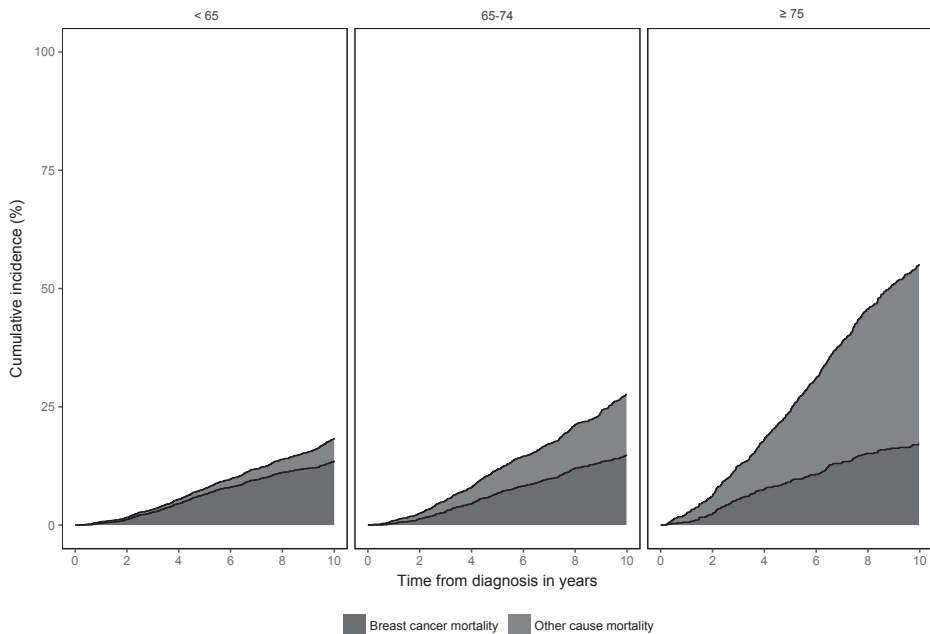 < 65
65-74
≥ 75
Cumulative incidence (%)
100
75
50
25
0
0 2 4 6 8 10
0 2 4 6 8 10
0 2 4 6 8 10
Time from diagnosis in years
Breast cancer mortality
Other cause mortality